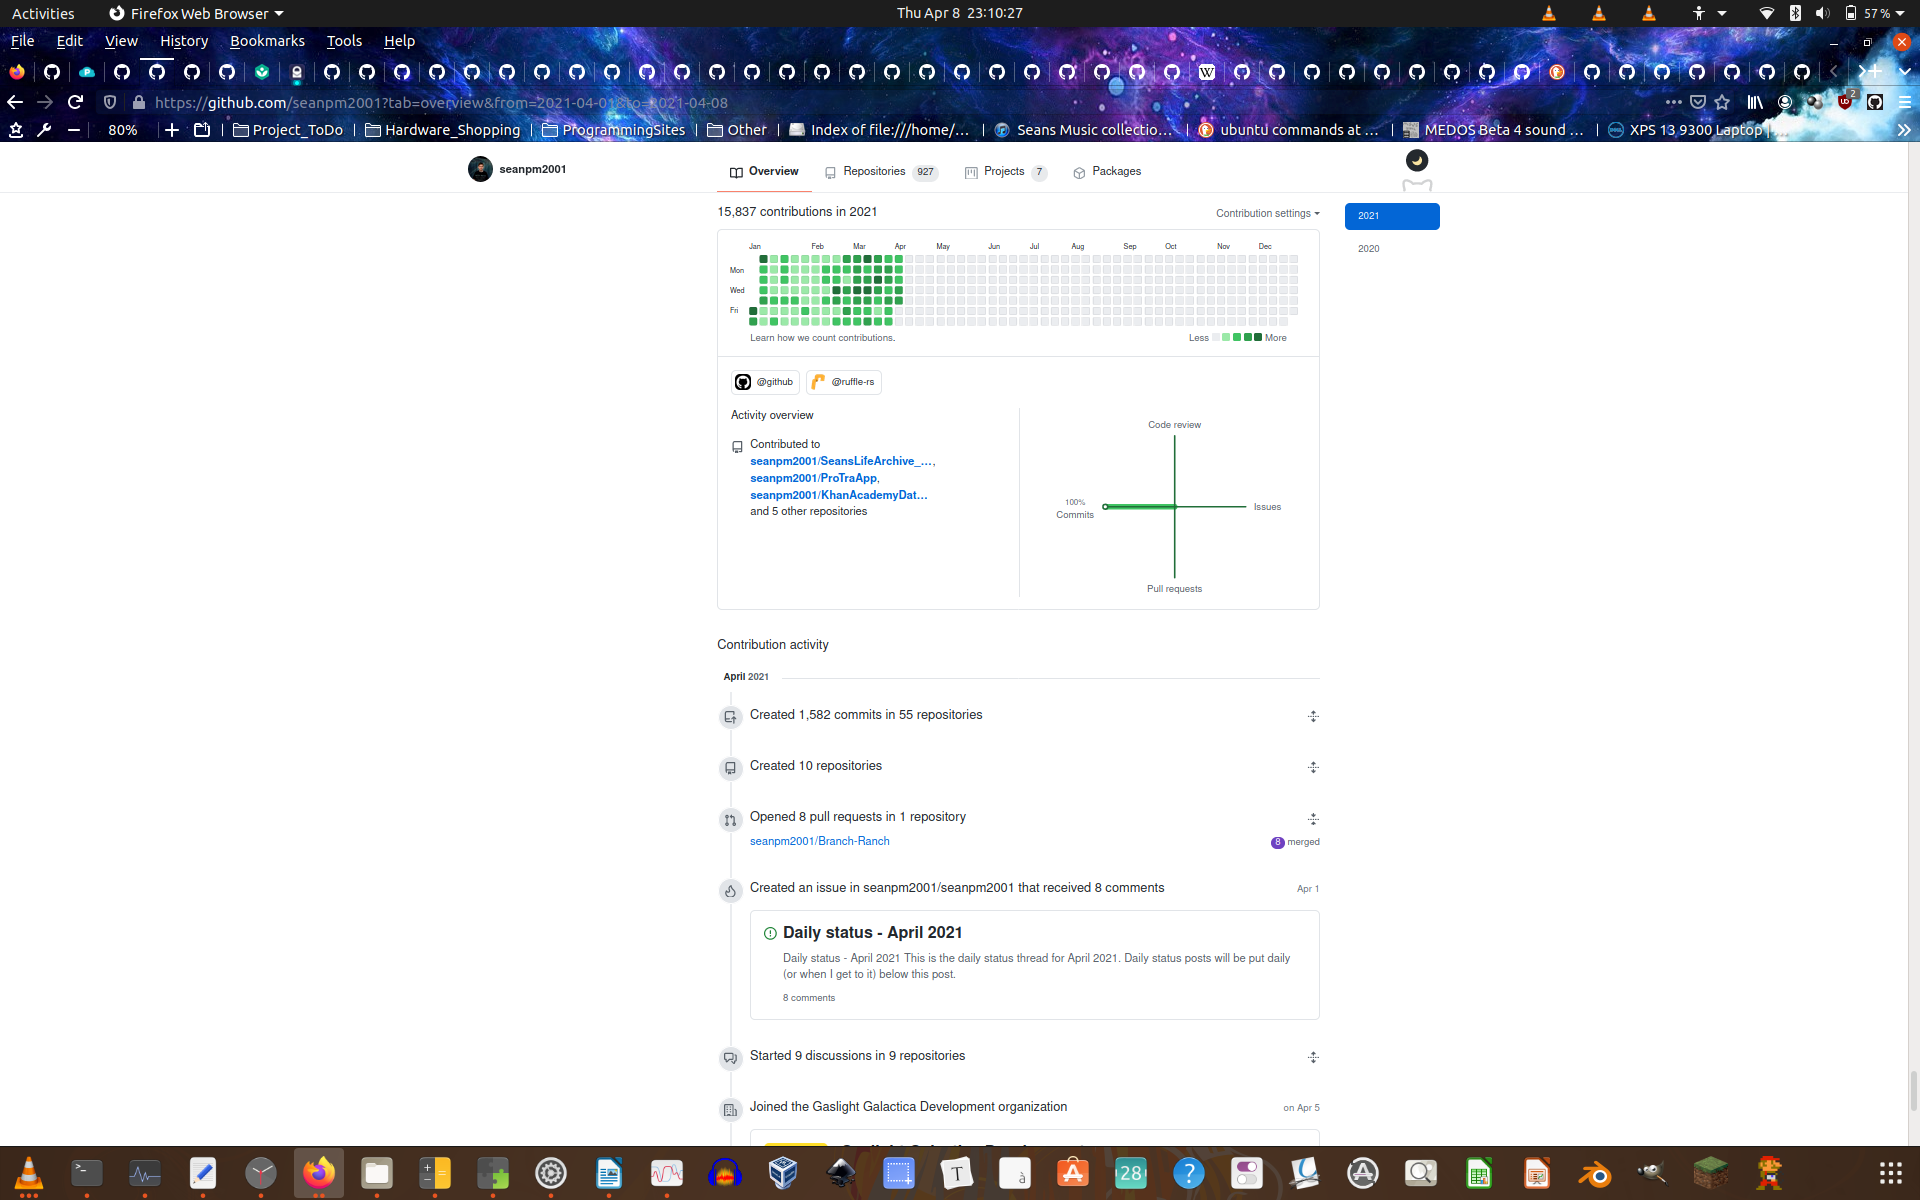 Activities
Firefox Web Browser
Thu Apr 8 23:10:27
57 %
File Edit View History Bookmarks Tools Help
W
https://github.com/seanpm2001?tab=overview&from=2021-04-01&to=2021-04-08
2
80%
Project_ToDo
Hardware_Shopping
ProgrammingSites
Other
Index of file:///home/...
Seans Music collectio...
ubuntu commands at ...
MEDOS Beta 4 sound ...
XPS 13 9300 Laptop | ...
seanpm2001
Overview
Repositories 927
Projects 7
Packages
15,837 contributions in 2021
Contribution settings
2021
2020
Jan Feb Mar Apr May Jun Jul Aug Sep Oct Nov Dec
Mon
Wed
Fri
Learn how we count contributions.
Less More
@github
@ruffle-rs
Activity overview
Contributed to
seanpm2001/SeansLifeArchive_...,
seanpm2001/ProTraApp,
seanpm2001/KhanAcademyDat...
and 5 other repositories
Code review
100%
Commits
Issues
Pull requests
Contribution activity
April 2021
Created 1,582 commits in 55 repositories
Created 10 repositories
Opened 8 pull requests in 1 repository
seanpm2001/Branch-Ranch
8 merged
Created an issue in seanpm2001/seanpm2001 that received 8 comments
Apr 1
Daily status - April 2021
Daily status - April 2021 This is the daily status thread for April 2021. Daily status posts will be put daily
(or when I get to it) below this post.
8 comments
Started 9 discussions in 9 repositories
Joined the Gaslight Galactica Development organization
on Apr 5